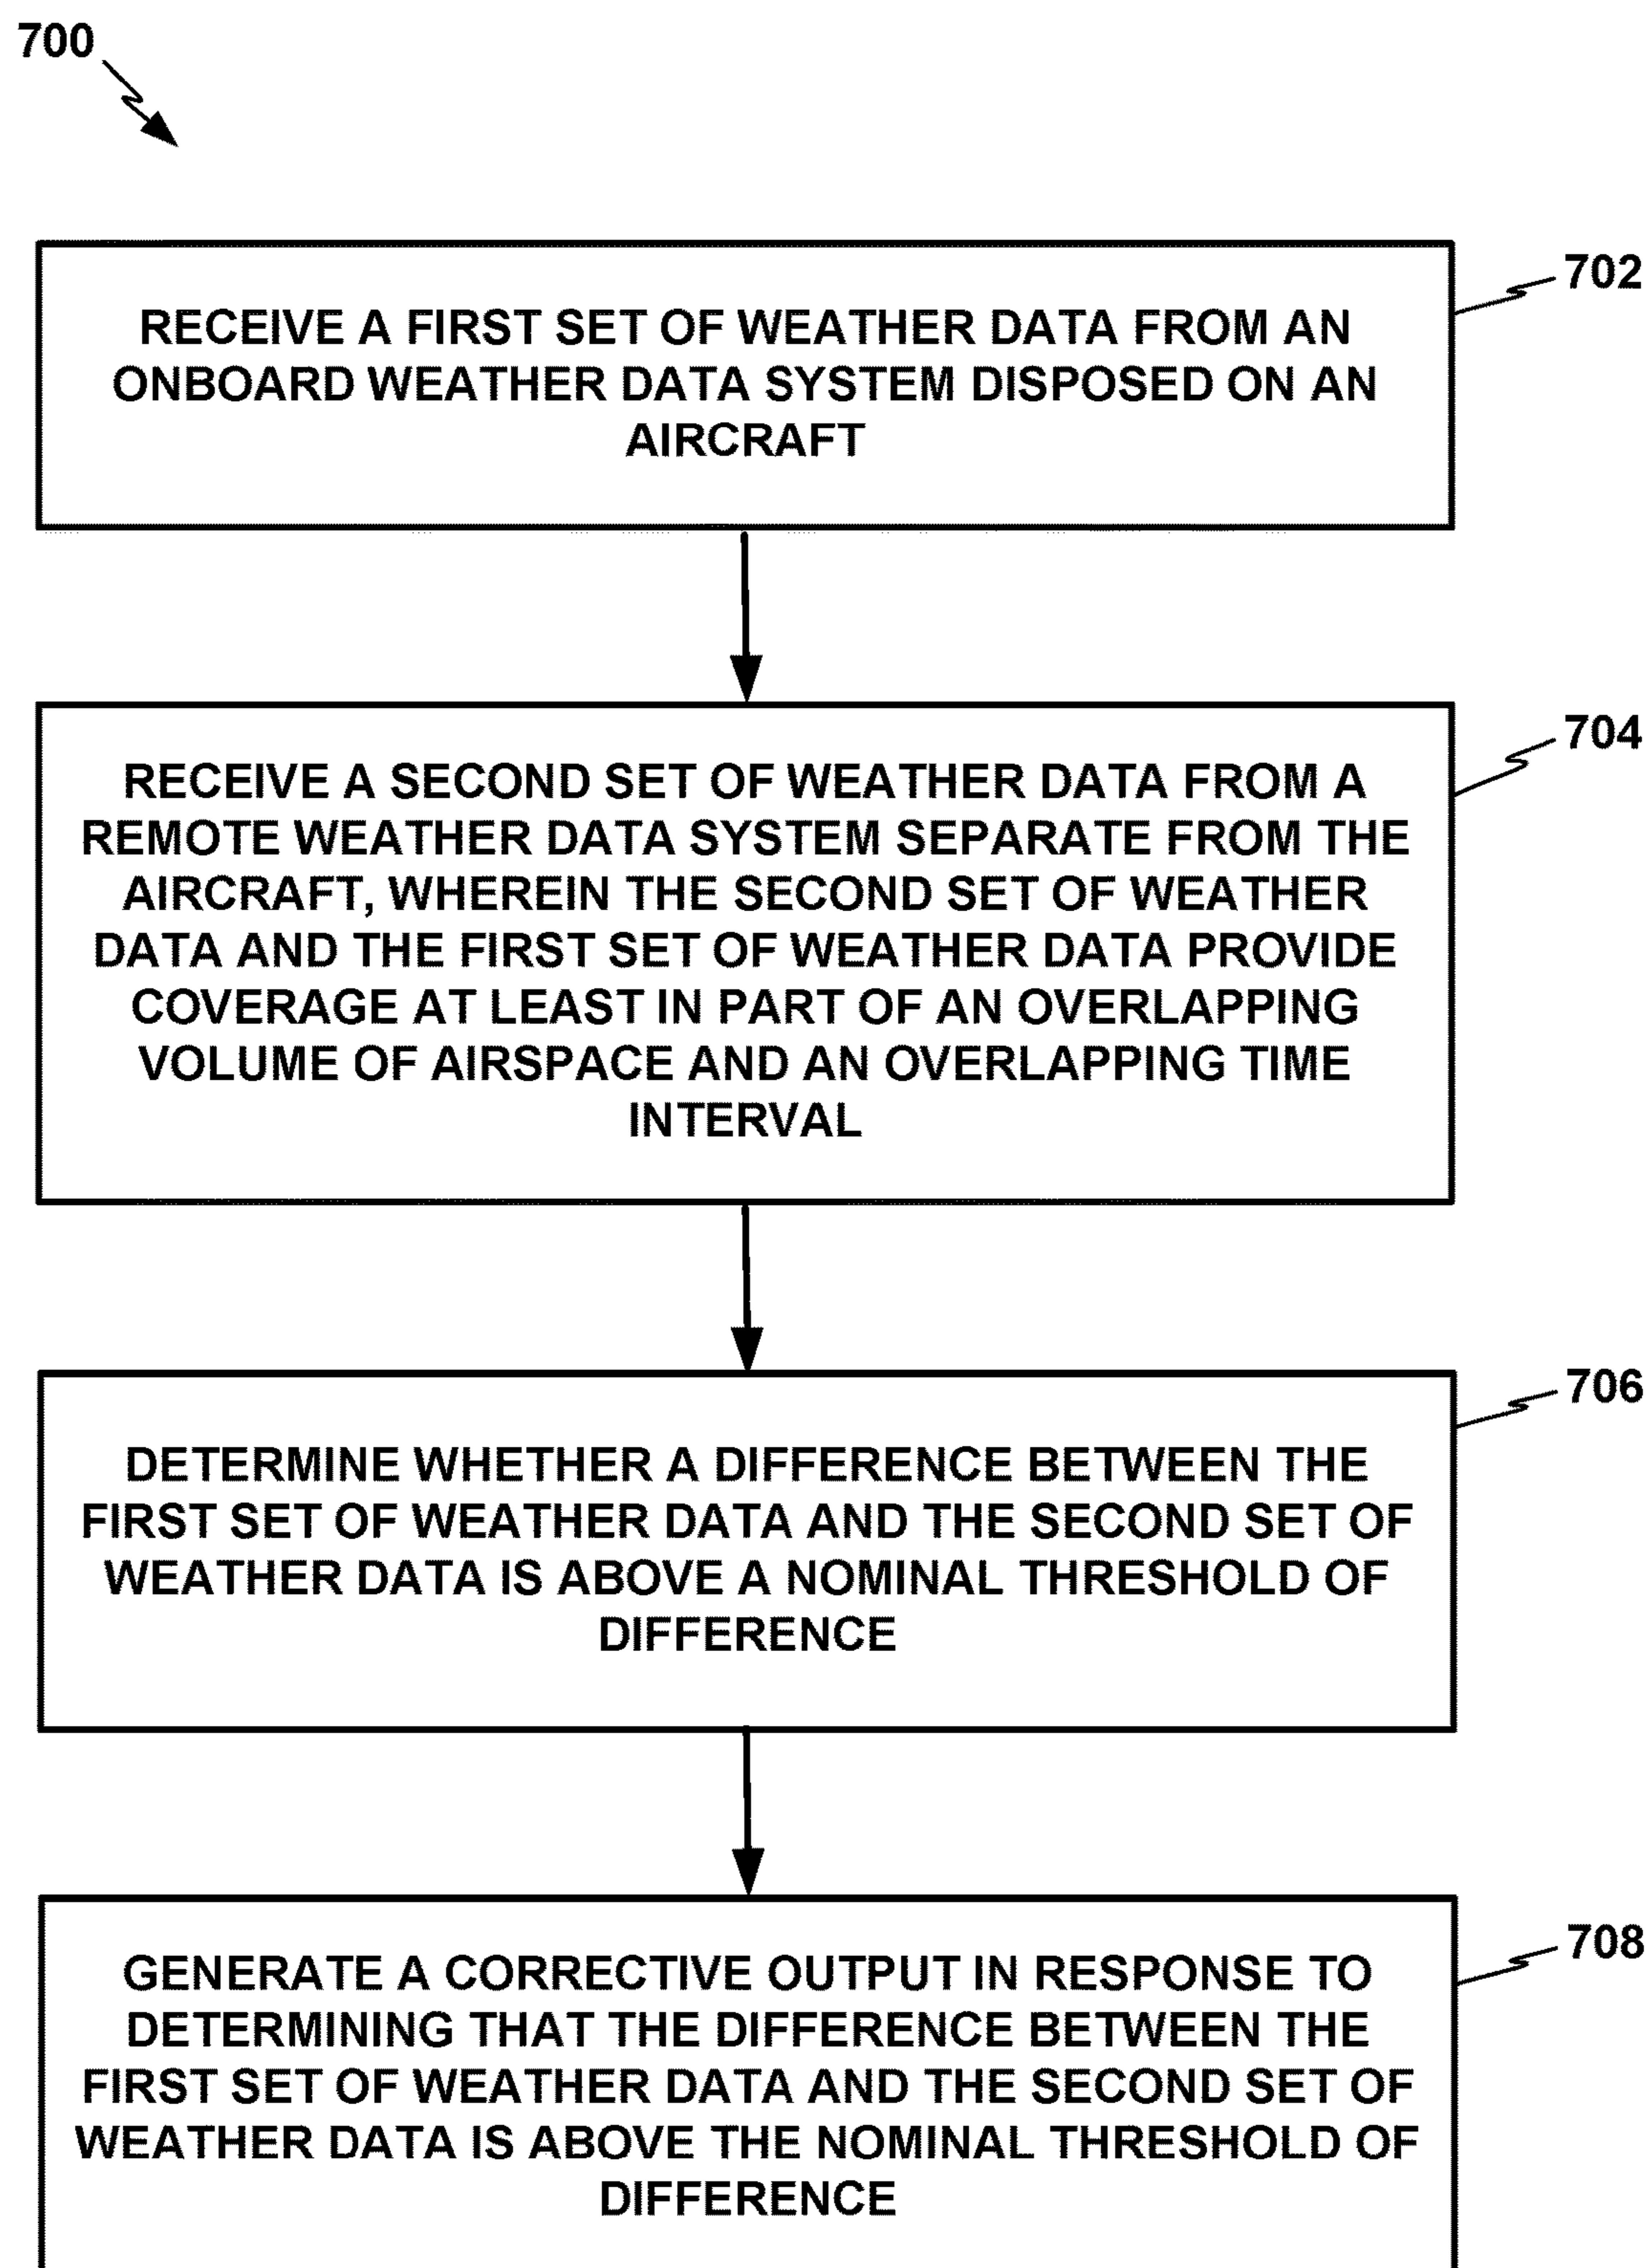 700
702
RECEIVE A FIRST SET OF WEATHER DATA FROM AN
ONBOARD WEATHER DATA SYSTEM DISPOSED ON AN
AIRCRAFT
704
RECEIVE A SECOND SET OF WEATHER DATA FROM A
REMOTE WEATHER DATA SYSTEM SEPARATE FROM THE
AIRCRAFT, WHEREIN THE SECOND SET OF WEATHER
DATA AND THE FIRST SET OF WEATHER DATA PROVIDE
COVERAGE AT LEAST IN PART OF AN OVERLAPPING
VOLUME OF AIRSPACE AND AN OVERLAPPING TIME
INTERVAL
706
DETERMINE WHETHER A DIFFERENCE BETWEEN THE
FIRST SET OF WEATHER DATA AND THE SECOND SET OF
WEATHER DATA IS ABOVE A NOMINAL THRESHOLD OF
DIFFERENCE
708
GENERATE A CORRECTIVE OUTPUT IN RESPONSE TO
DETERMINING THAT THE DIFFERENCE BETWEEN THE
FIRST SET OF WEATHER DATA AND THE SECOND SET OF
WEATHER DATA IS ABOVE THE NOMINAL THRESHOLD OF
DIFFERENCE